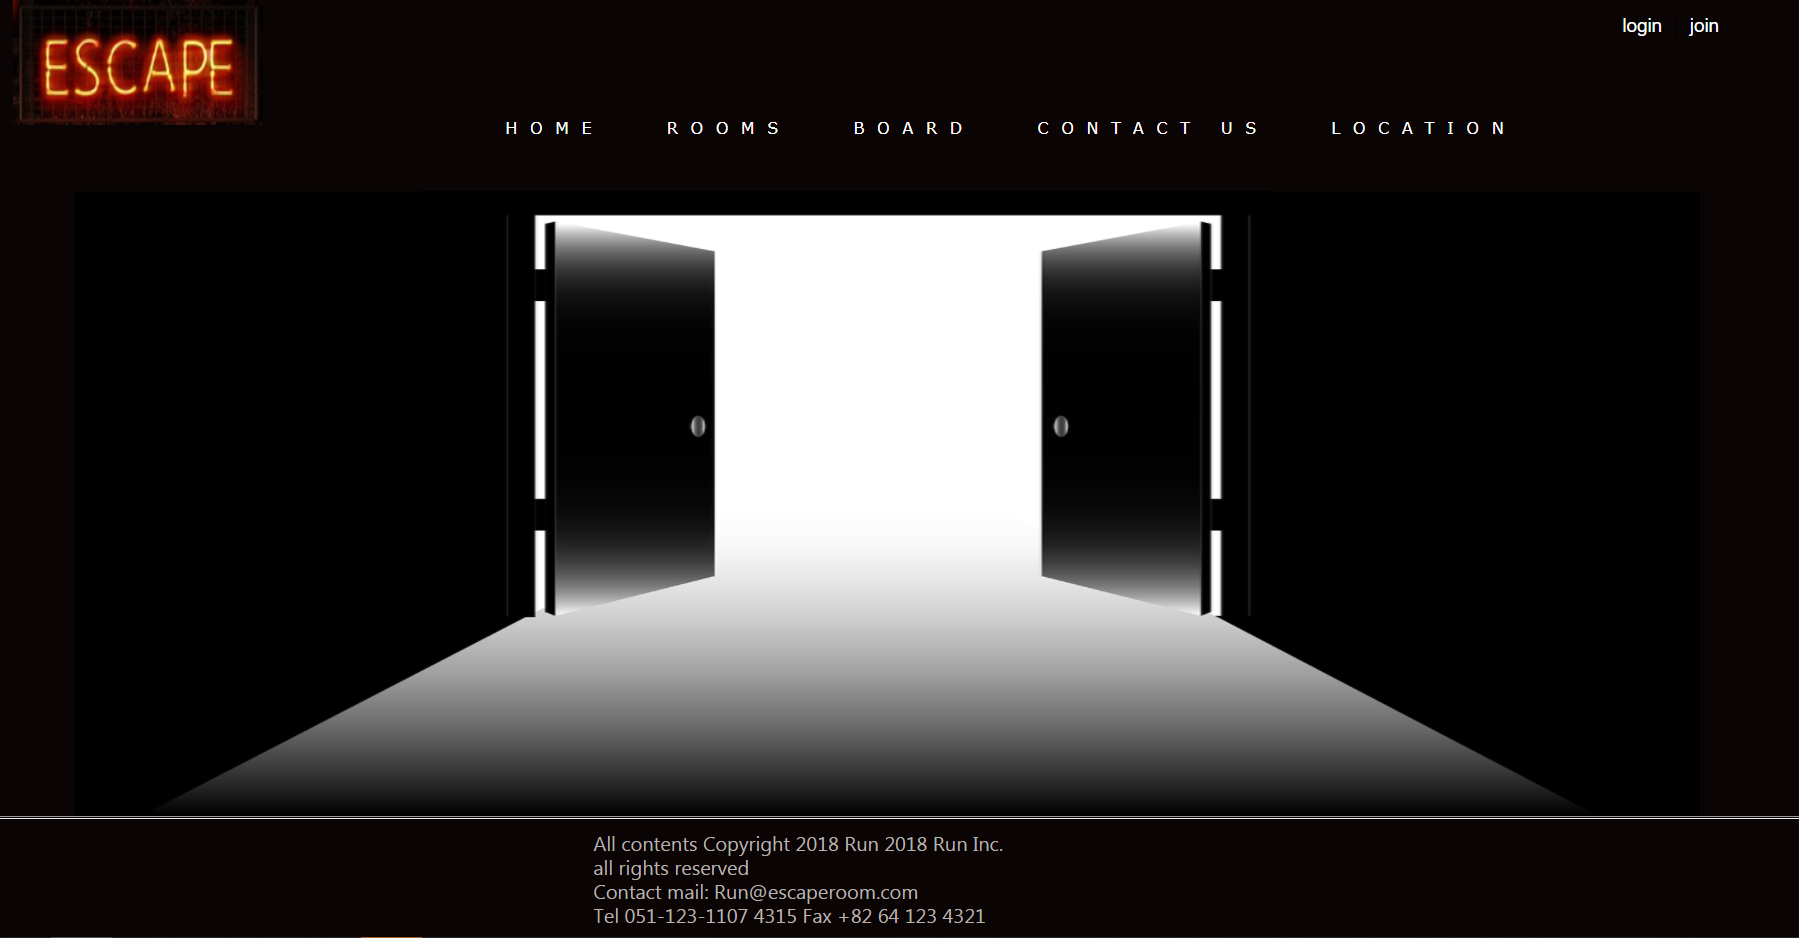 ESCAPE
login join
HOME ROOMS BOARD CONTACT US LOCATION
All contents Copyright 2018 Run 2018 Run Inc.
all rights reserved
Contact mail: Run@escaperoom.com
Tel 051-123-1107 4315 Fax +82 64 123 4321